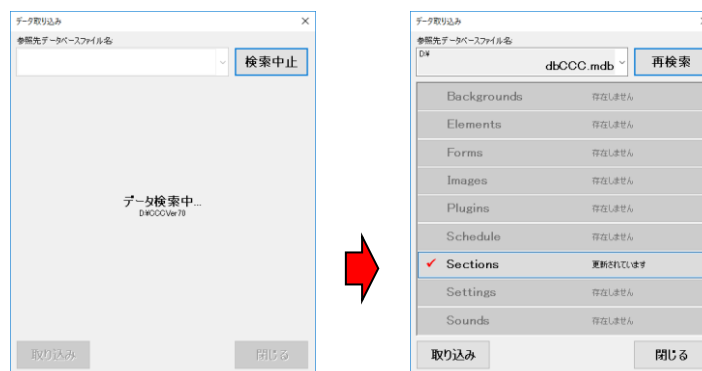 データ取り込み
参照先データベースファイル名:
検索中止
データ検索中...
D:¥CCCVer70
取り込み
閉じる
データ取り込み
参照先データベースファイル名:
D:¥
dbCCC.mdb
再検索
Backgrounds 存在しません
Elements 存在しません
Forms 存在しません
Images 存在しません
Plugins 存在しません
Schedule 存在しません
✓ Sections 更新されています
Settings 存在しません
Sounds 存在しません
取り込み
閉じる